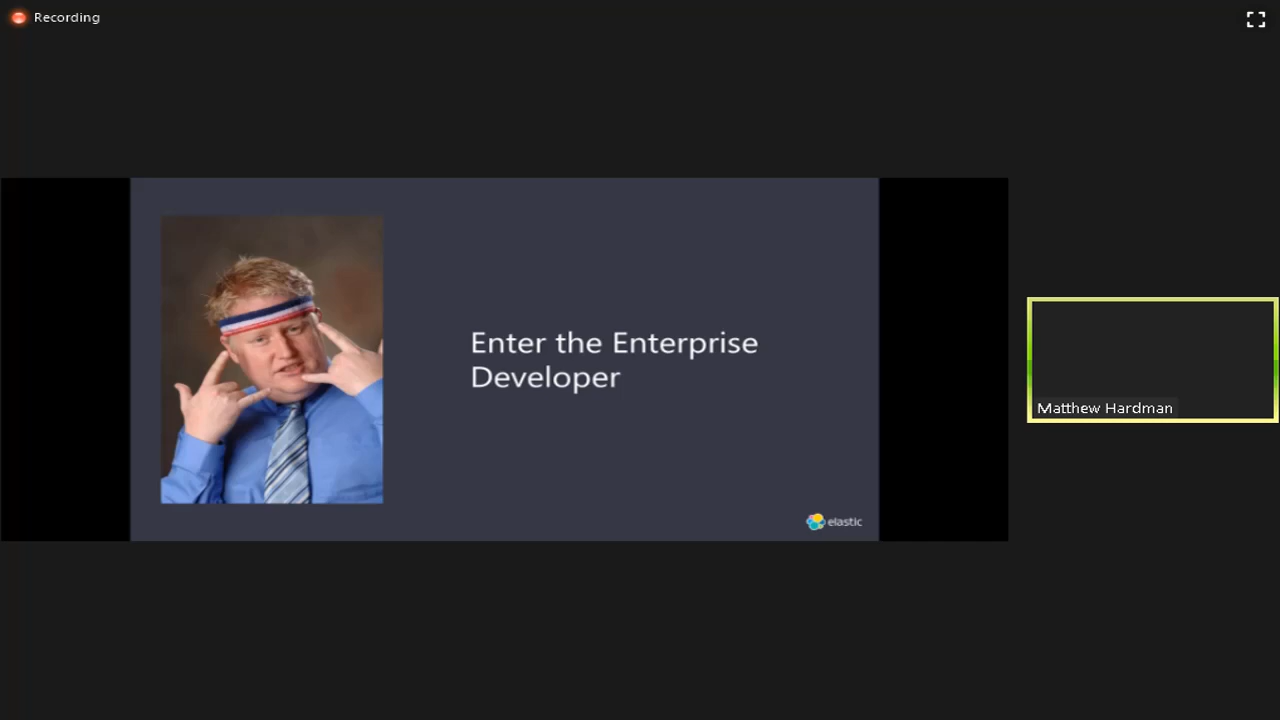 Recording
Enter the Enterprise
Developer
elastic
Matthew Hardman